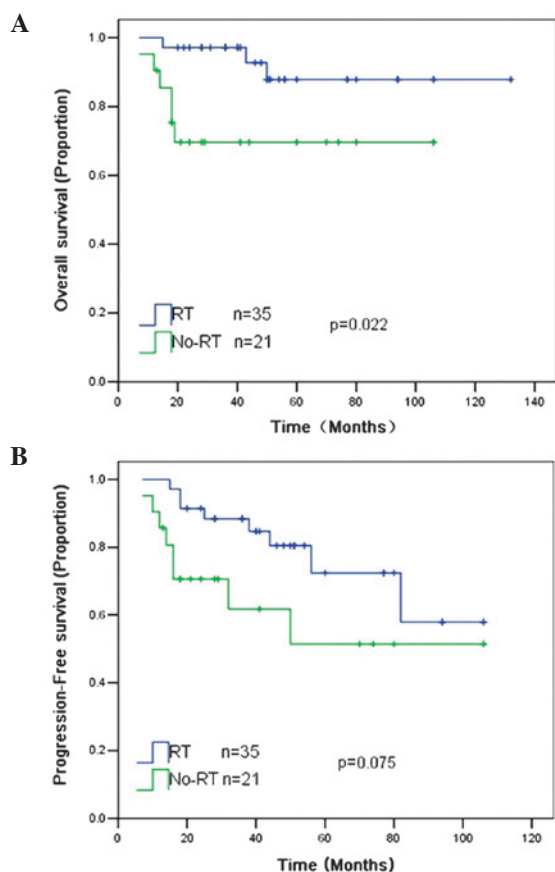 A
Overall survival (Proportion)
1.0
0.8
0.6
0.4
0.2
0.0
RT n=35
No-RT n=21
p=0.022
0 20 40 60 80 100 120 140
Time (Months)
B
Progression-Free survival (Proportion)
1.0
0.8
0.6
0.4
0.2
0.0
RT n=35
No-RT n=21
p=0.075
0 20 40 60 80 100 120
Time (Months)